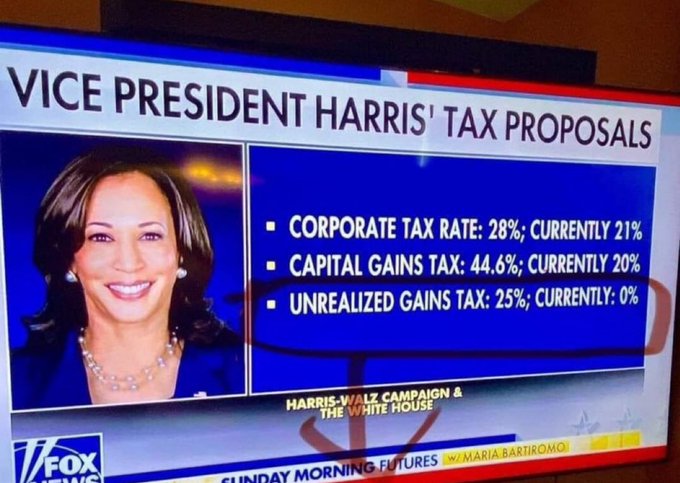 VICE PRESIDENT HARRIS' TAX PROPOSALS
▪ CORPORATE TAX RATE: 28%; CURRENTLY 21%
▪ CAPITAL GAINS TAX: 44.6%; CURRENTLY 20%
▪ UNREALIZED GAINS TAX: 25%; CURRENTLY: 0%
HARRIS-WALZ CAMPAIGN &
THE WHITE HOUSE
FOX
NEWS
SUNDAY MORNING FUTURES W/ MARIA BARTIROMO